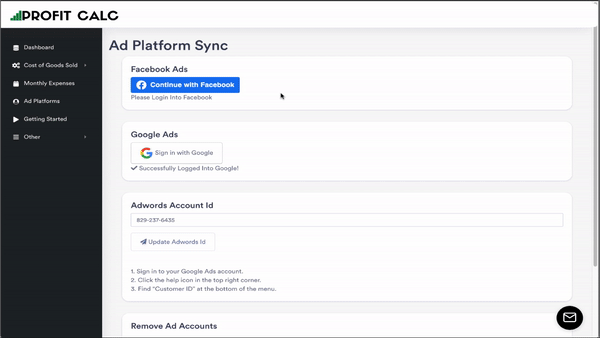 PROFIT CALC
Dashboard
Cost of Goods Sold
Monthly Expenses
Ad Platforms
Getting Started
Other
Ad Platform Sync
Facebook Ads
Continue with Facebook
Please Login Into Facebook
Google Ads
Sign in with Google
Successfully Logged Into Google!
Adwords Account Id
829-237-6435
Update Adwords Id
1. Sign in to your Google Ads account.
2. Click the help icon in the top right corner.
3. Find "Customer ID" at the bottom of the menu.
Remove Ad Accounts